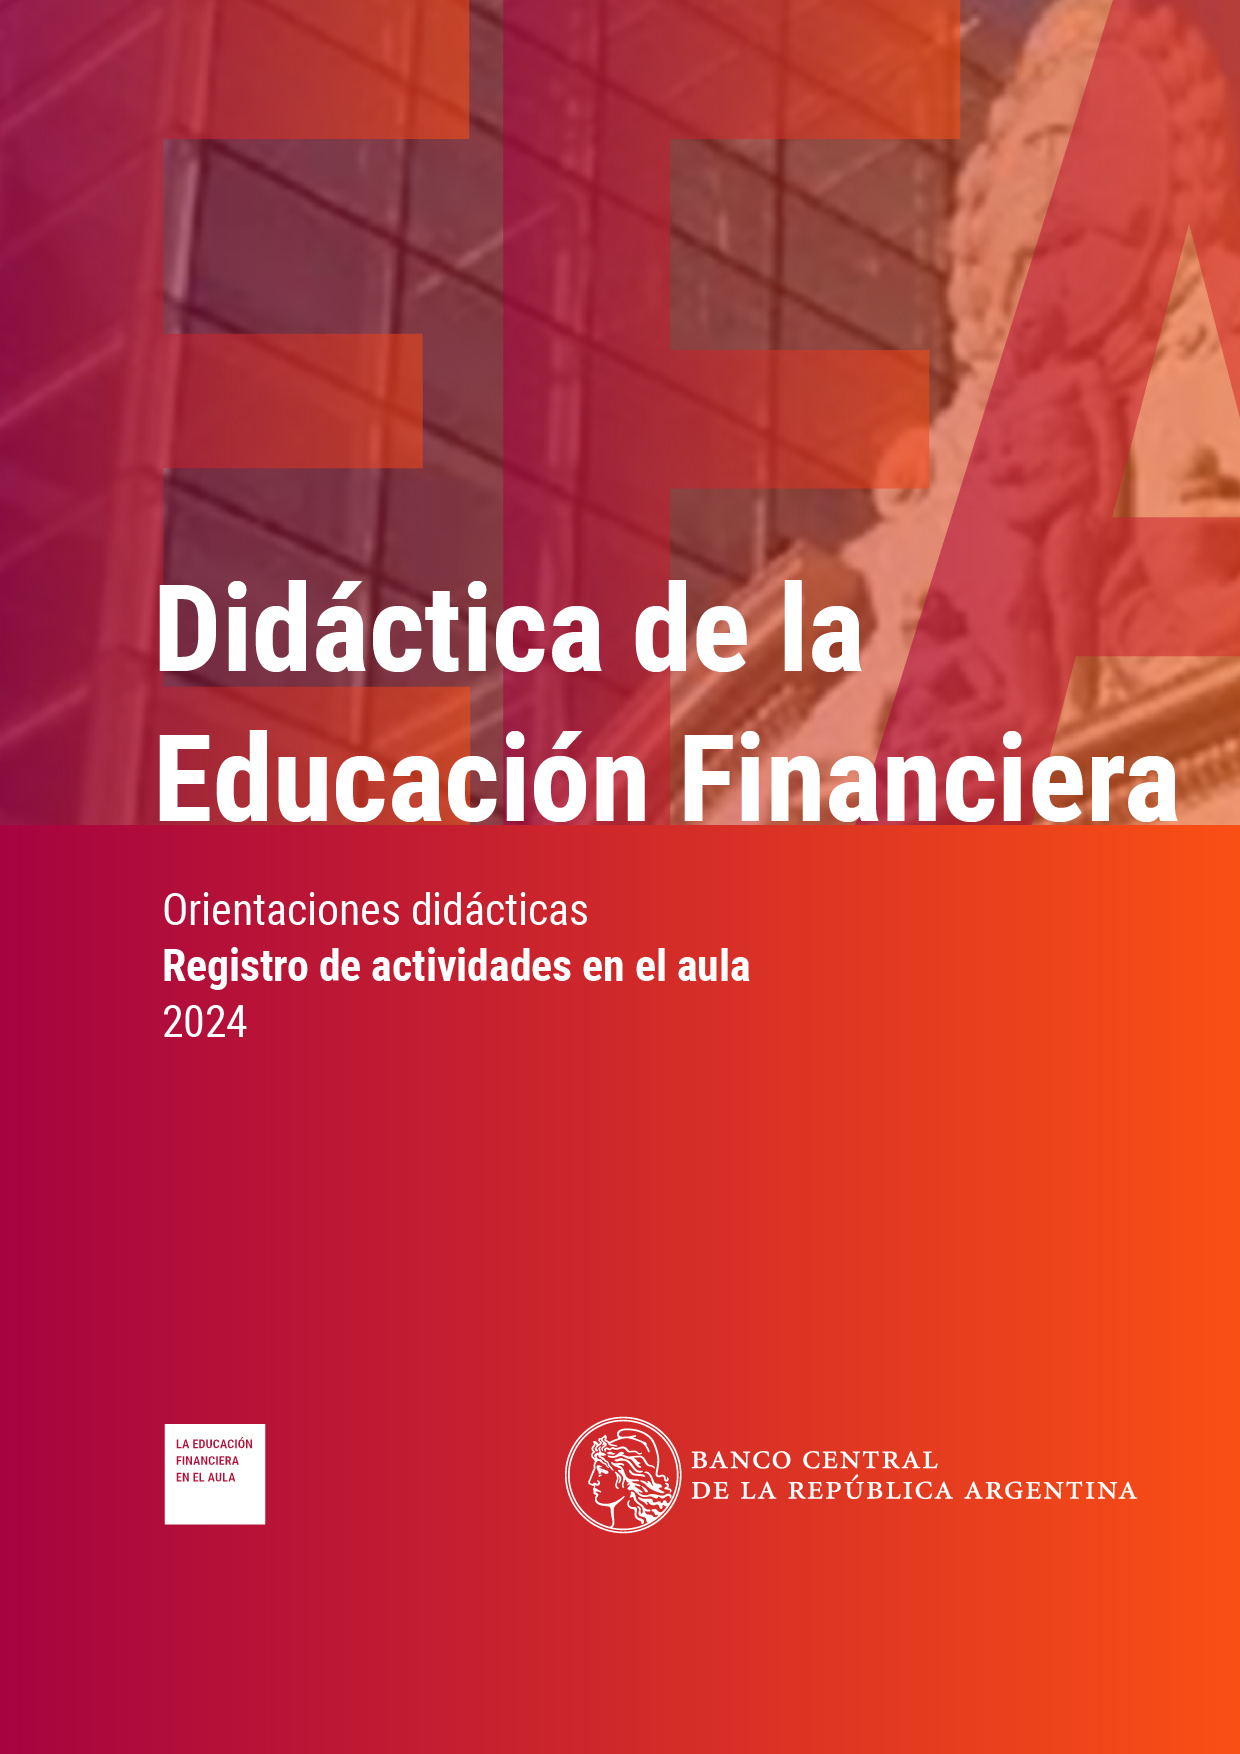 EFA
Didáctica de la
Educación Financiera
Orientaciones didácticas
Registro de actividades en el aula
2024
LA EDUCACIÓN
FINANCIERA
EN EL AULA
BANCO CENTRAL
DE LA REPÚBLICA ARGENTINA